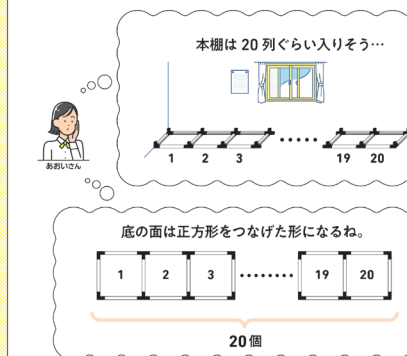 本棚は 20 列ぐらい入りそう…
1 2 3 ..... 19 20
あおいさん
底の面は正方形をつなげた形になるね。
1 2 3 ........ 19 20
20個